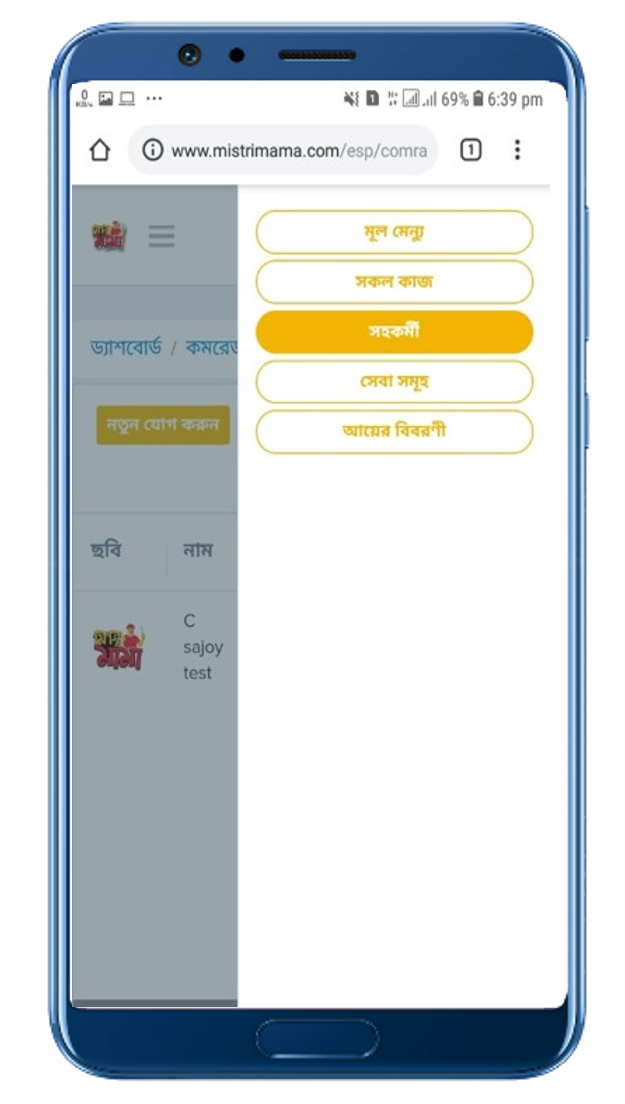 0
KB/s
69% 6:39 pm
www.mistrimama.com/esp/comra
1
মূল মেন্যু
সকল কাজ
সহকর্মী
সেবা সমূহ
আয়ের বিবরণী
ড্যাশবোর্ড / কমরেড
নতুন যোগ করুন
ছবি নাম
C
sajoy
test